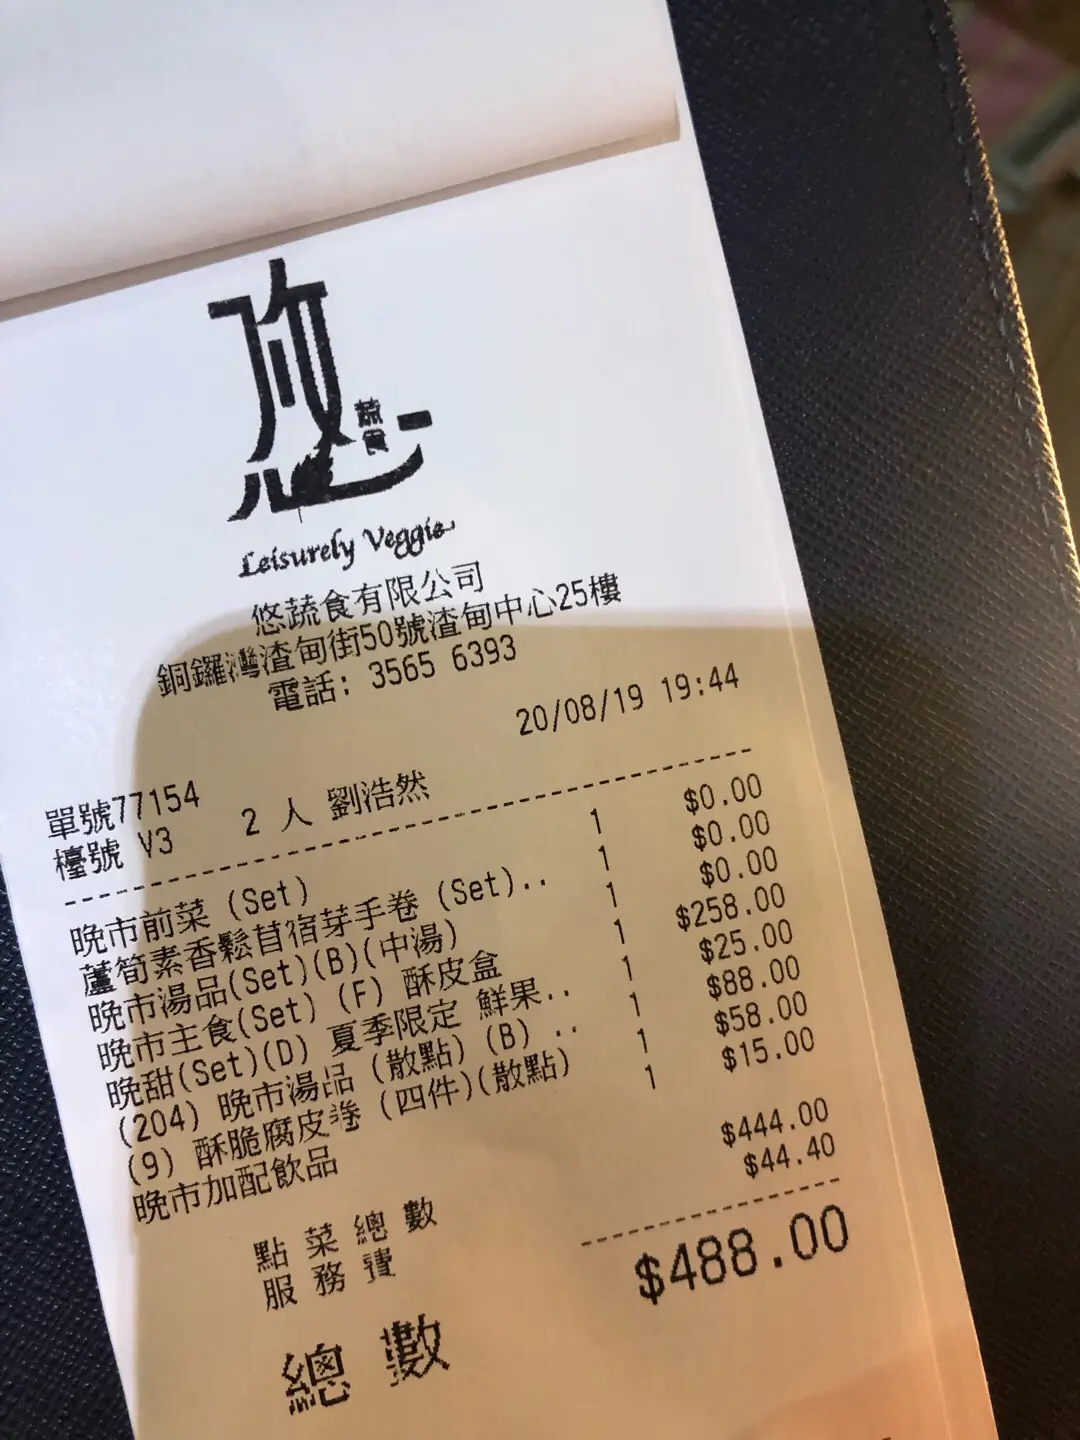 悠
蔬食
Leisurely Veggie
悠蔬食有限公司
銅鑼灣渣甸街50號渣甸中心25樓
電話: 3565 6393
20/08/19 19:44
單號77154
檯號 V3 2 人 劉浩然
晚市前菜 (Set) 1 $0.00
蘆筍素香鬆苜宿芽手卷 (Set).. 1 $0.00
晚市湯品(Set)(B)(中湯) 1 $0.00
晚市主食(Set) (F) 酥皮盒 1 $258.00
晚甜(Set)(D) 夏季限定 鮮果.. 1 $25.00
(204) 晚市湯品 (散點) (B) .. 1 $88.00
(9) 酥脆腐皮卷 (四件)(散點) 1 $58.00
晚市加配飲品 1 $15.00
點菜總數 $444.00
服務費 $44.40
總數 $488.00